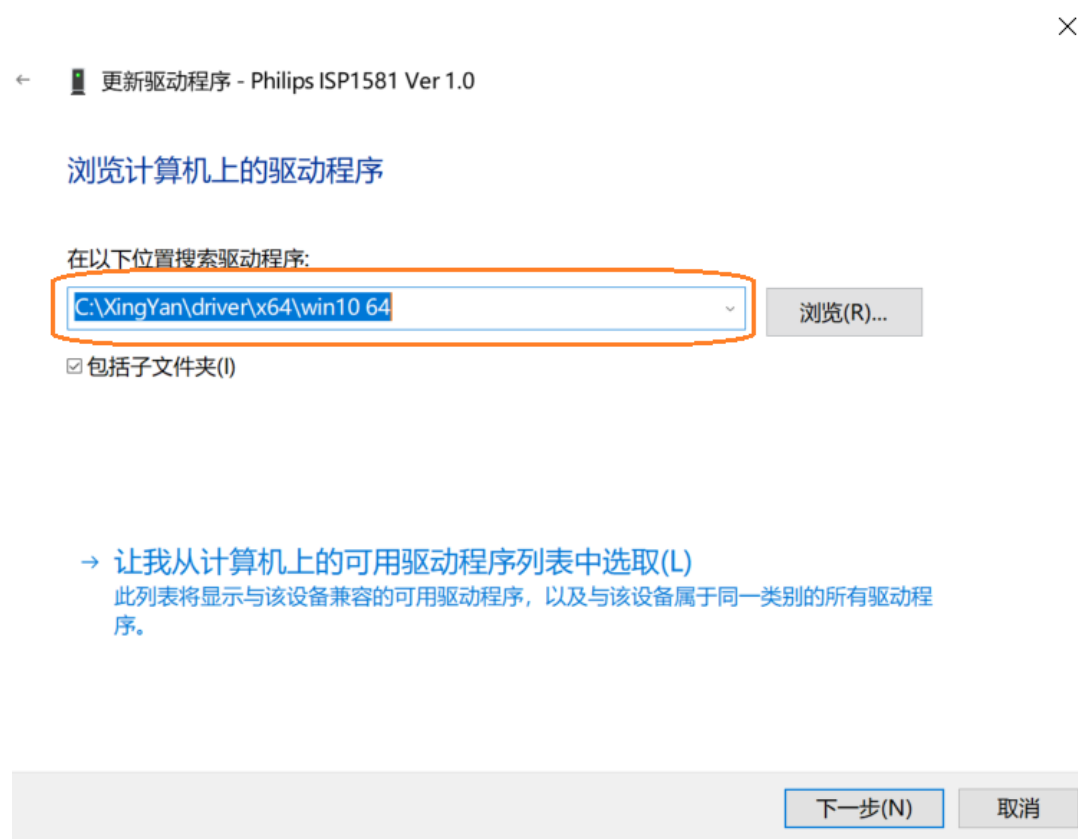 更新驱动程序 - Philips ISP1581 Ver 1.0
浏览计算机上的驱动程序
在以下位置搜索驱动程序:
C:\XingYan\driver\x64\win10 64
浏览(R)...
包括子文件夹(I)
让我从计算机上的可用驱动程序列表中选取(L)
此列表将显示与该设备兼容的可用驱动程序，以及与该设备属于同一类别的所有驱动程
序。
下一步(N)
取消